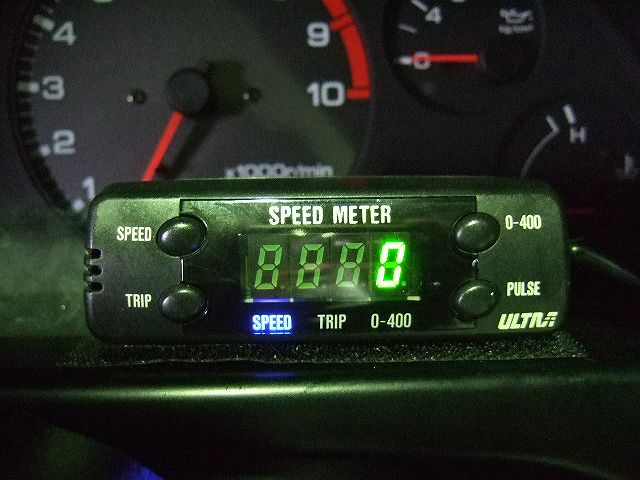 4
3
2
1
9
10
x1000r/min
4
0
H
SPEED METER
SPEED
0-400
0
TRIP
PULSE
SPEED TRIP 0-400
ULTRA